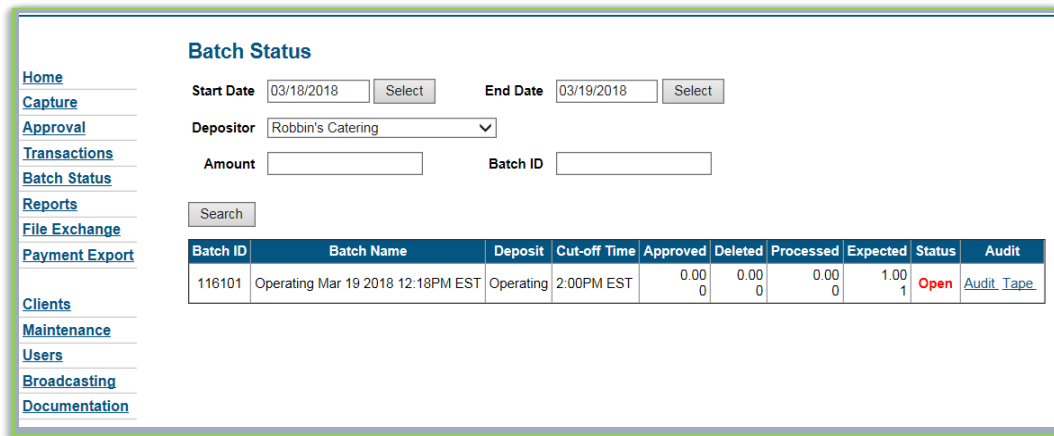 Batch Status
Home
Capture
Approval
Transactions
Batch Status
Reports
File Exchange
Payment Export
Clients
Maintenance
Users
Broadcasting
Documentation
Start Date 03/18/2018 Select End Date 03/19/2018 Select
Depositor Robbin's Catering
Amount Batch ID
Search
Batch ID Batch Name Deposit Cut-off Time Approved Deleted Processed Expected Status Audit
116101 Operating Mar 19 2018 12:18PM EST Operating 2:00PM EST 0.00 0.00 0.00 1.00 Open Audit Tape
0 0 0 1